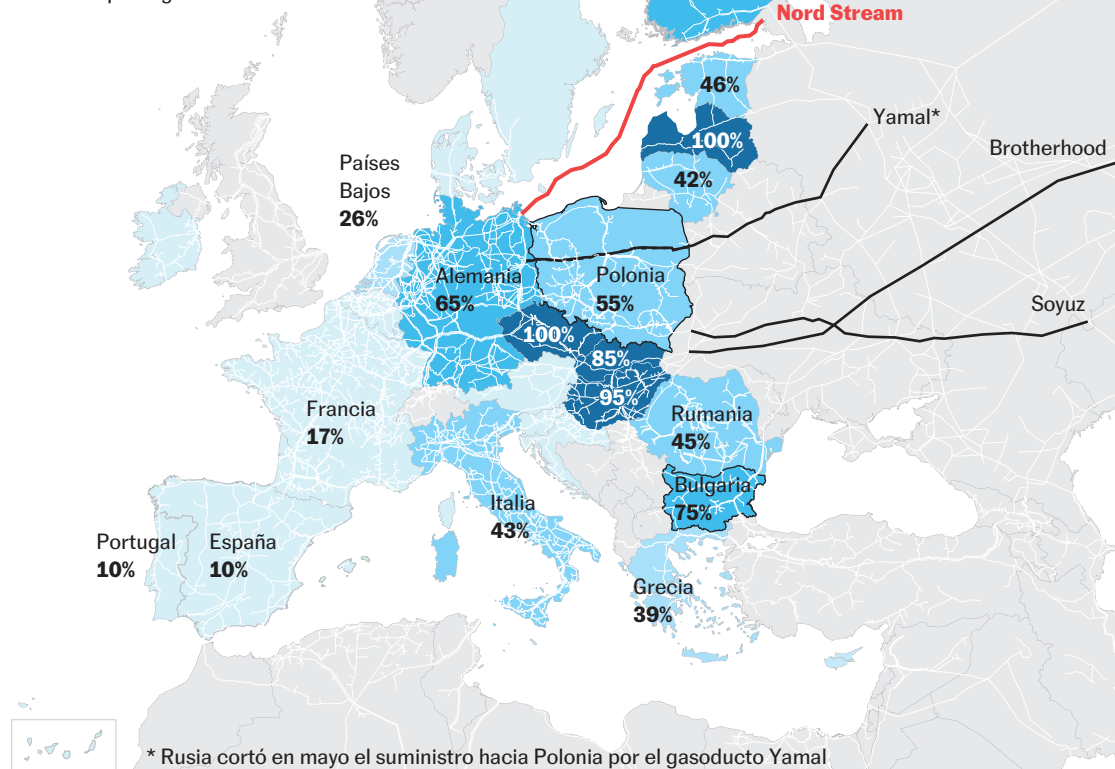 Nord Stream
46%
Yamal*
100%
Brotherhood
Países
Bajos
26%
42%
Alemania
65%
Polonia
55%
Soyuz
100%
85%
95%
Francia
17%
Rumania
45%
Bulgaria
75%
Italia
43%
Portugal
10%
España
10%
Grecia
39%
* Rusia cortó en mayo el suministro hacia Polonia por el gasoducto Yamal